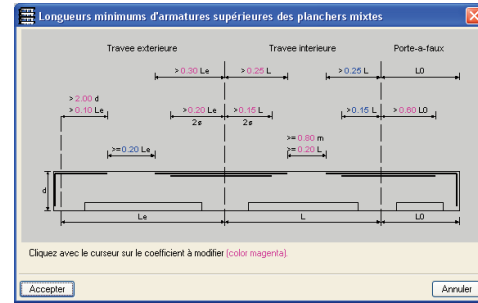 Longueurs minimums d'armatures supérieures des planchers mixtes
Travee exterieure Travee interieure Porte-a-faux
>0.30 Le >0.25 L >0.25 L L0
>2.00 d
>0.10 Le >0.20 Le >0.15 L >0.15 L >0.60 L0
2s 2s
>=0.80 m
>=0.20 Le >=0.20 L
d
Le L L0
Cliquez avec le curseur sur le coefficient à modifier (color magenta).
Accepter Annuler